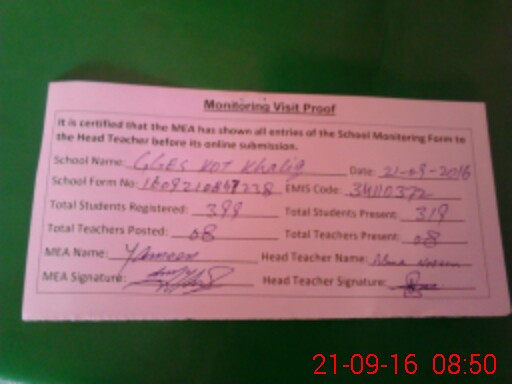 Monitoring Visit Proof
It is certified that the MEA has shown all entries of the School Monitoring Form to
the Head Teacher before its online submission.
School Name: GGES KOT Khaliq Date: 21-09-2016
School Form No: EMIS Code: 34110372
Total Students Registered: 399 Total Students Present: 319
Total Teachers Posted: 08 Total Teachers Present: 08
MEA Name: Yameen Head Teacher Name:
MEA Signature: Head Teacher Signature:
21-09-16 08:50